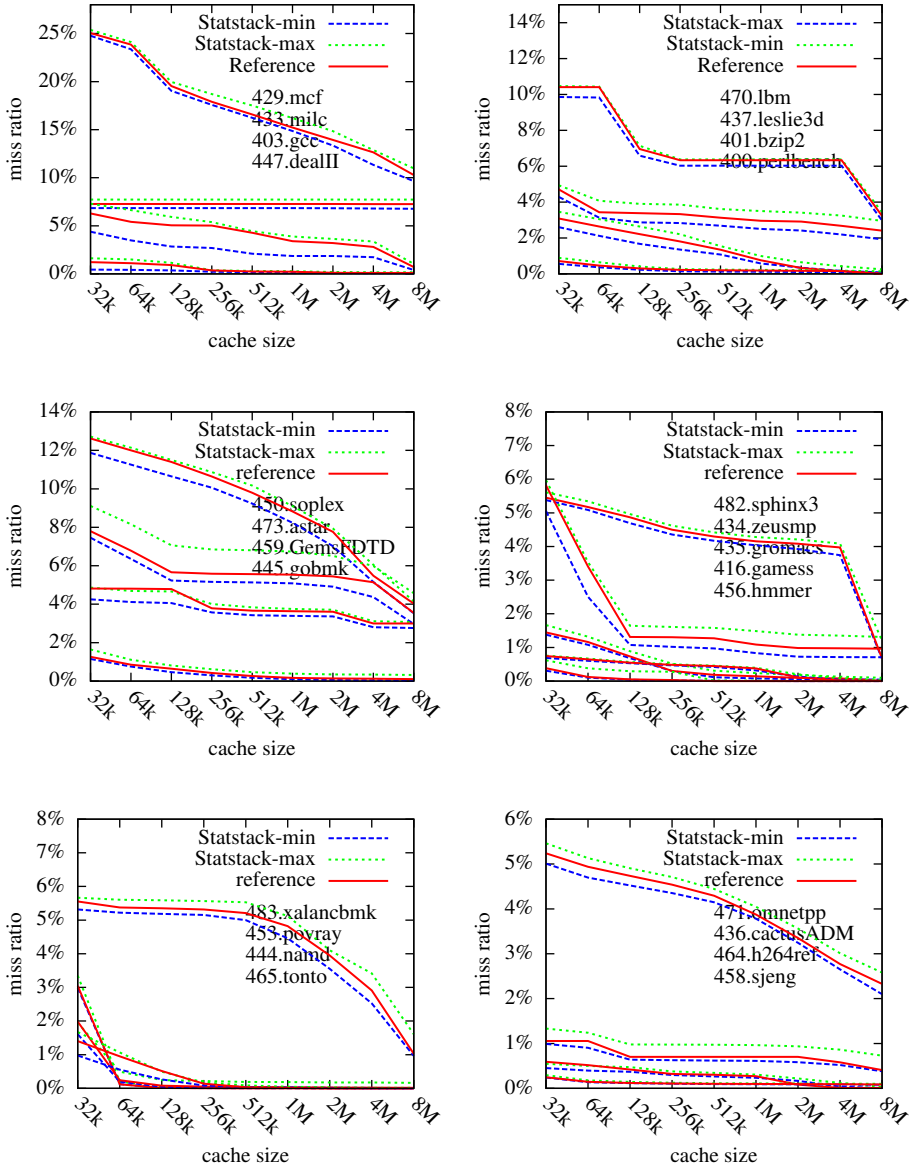 25%
20%
15%
10%
5%
0%
miss ratio
Statstack-min
Statstack-max
Reference
429.mcf
433.milc
403.gcc
447.dealII
32k 64k 128k 256k 512k 1M 2M 4M 8M
cache size
14%
12%
10%
8%
6%
4%
2%
0%
miss ratio
Statstack-max
Statstack-min
Reference
470.lbm
437.leslie3d
401.bzip2
400.perlbench
32k 64k 128k 256k 512k 1M 2M 4M 8M
cache size
14%
12%
10%
8%
6%
4%
2%
0%
miss ratio
Statstack-min
Statstack-max
reference
450.soplex
473.astar
459.GemsFDTD
445.gobmk
32k 64k 128k 256k 512k 1M 2M 4M 8M
cache size
8%
7%
6%
5%
4%
3%
2%
1%
0%
miss ratio
Statstack-min
Statstack-max
reference
482.sphinx3
434.zeusmp
435.gromacs
416.gamess
456.hmmer
32k 64k 128k 256k 512k 1M 2M 4M 8M
cache size
8%
7%
6%
5%
4%
3%
2%
1%
0%
miss ratio
Statstack-min
Statstack-max
reference
483.xalancbmk
453.povray
444.namd
465.tonto
32k 64k 128k 256k 512k 1M 2M 4M 8M
cache size
6%
5%
4%
3%
2%
1%
0%
miss ratio
Statstack-min
Statstack-max
reference
471.omnetpp
436.cactusADM
464.h264ref
458.sjeng
32k 64k 128k 256k 512k 1M 2M 4M 8M
cache size